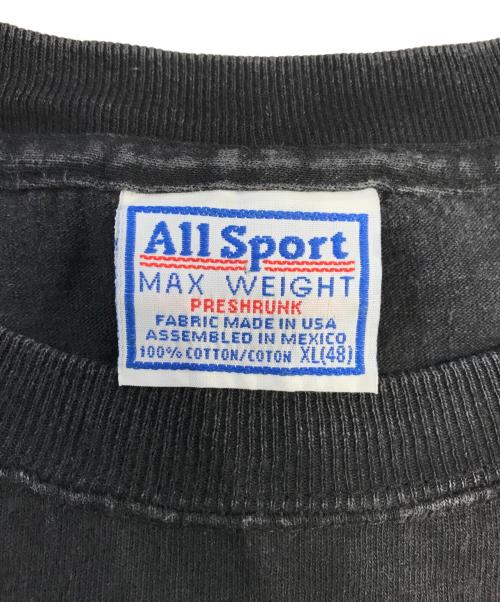 All Sport
MAX WEIGHT
PRESHRUNK
FABRIC MADE IN USA
ASSEMBLED IN MEXICO
100% COTTON/COTON XL(48)